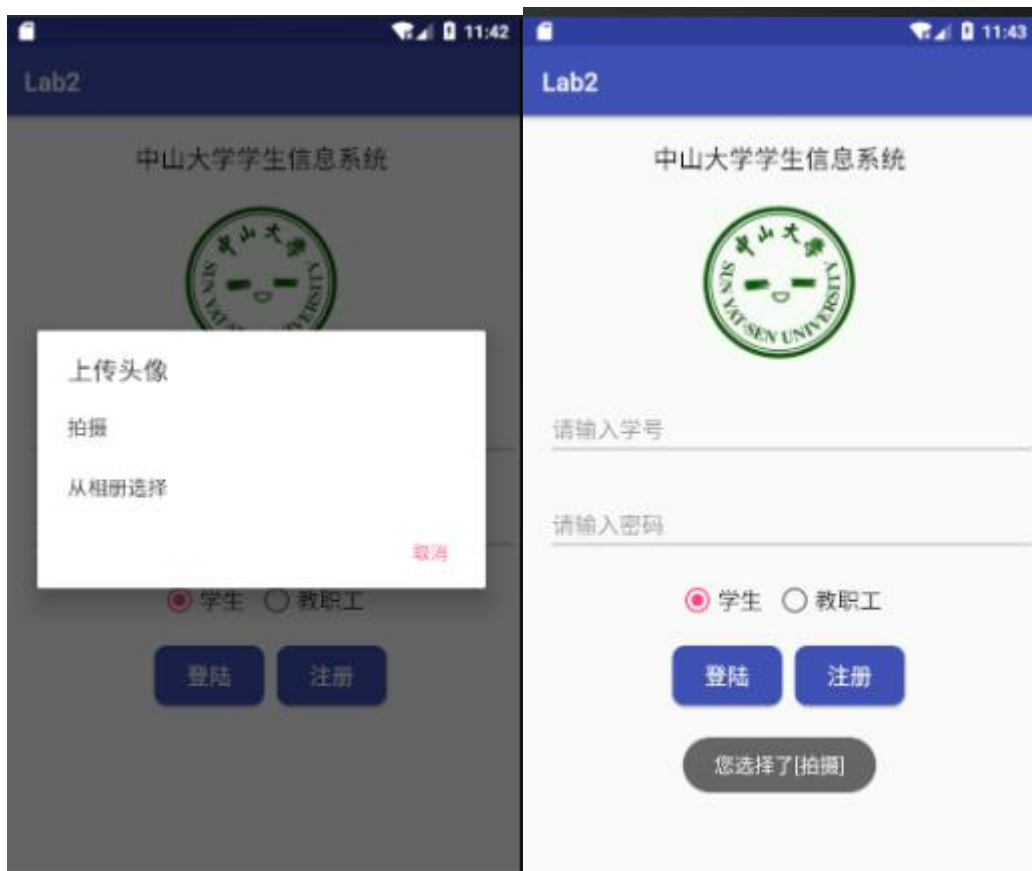 11:42
Lab2
中山大学学生信息系统
中山大学
SUN YAT-SEN UNIVERSITY
上传头像
拍摄
从相册选择
取消
学生 教职工
登陆 注册
11:43
Lab2
中山大学学生信息系统
中山大学
SUN YAT-SEN UNIVERSITY
请输入学号
请输入密码
学生 教职工
登陆 注册
您选择了[拍摄]